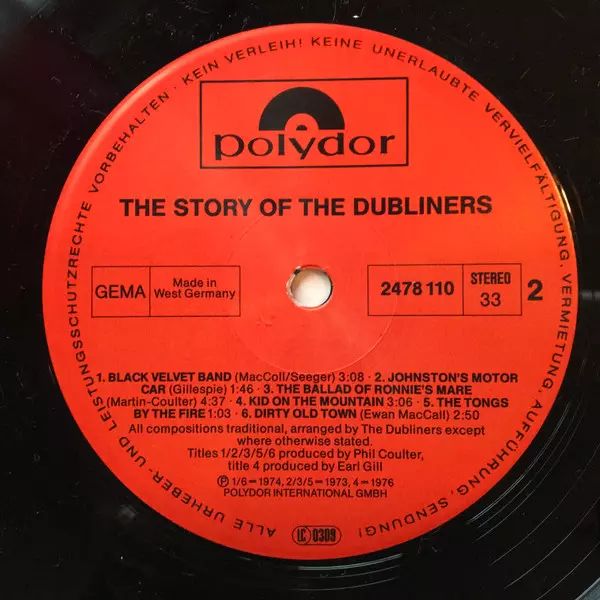 ALLE URHEBER- UND LEISTUNGSSCHUTZRECHTE VORBEHALTEN · KEIN VERLEIH! KEINE UNERLAUBTE VERVIELFÄLTIGUNG, VERMIETUNG, AUFFÜHRUNG, SENDUNG!
polydor
THE STORY OF THE DUBLINERS
GEMA
Made in
West Germany
2478 110
STEREO
33
2
1. BLACK VELVET BAND (MacColl/Seeger) 3:08 · 2. JOHNSTON'S MOTOR
CAR (Gillespie) 1:46 · 3. THE BALLAD OF RONNIE'S MARE
(Martin-Coulter) 4:37 · 4. KID ON THE MOUNTAIN 3:06 · 5. THE TONGS
BY THE FIRE 1:03 · 6. DIRTY OLD TOWN (Ewan MacCall) 2:50
All compositions traditional, arranged by The Dubliners except
where otherwise stated.
Titles 1/2/3/5/6 produced by Phil Coulter,
title 4 produced by Earl Gill
Ⓟ 1/6 = 1974, 2/3/5 = 1973, 4 = 1976
POLYDOR INTERNATIONAL GMBH
LC 0309